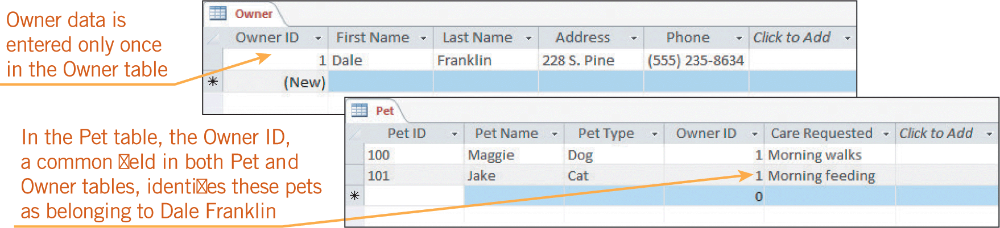 Owner data is
entered only once
in the Owner table
Owner
Owner ID First Name Last Name Address Phone Click to Add
1 Dale Franklin 228 S. Pine (555) 235-8634
* (New)
In the Pet table, the Owner ID,
a common ☒eld in both Pet and
Owner tables, identi☒es these pets
as belonging to Dale Franklin
Pet
Pet ID Pet Name Pet Type Owner ID Care Requested Click to Add
100 Maggie Dog 1 Morning walks
101 Jake Cat 1 Morning feeding
* 0